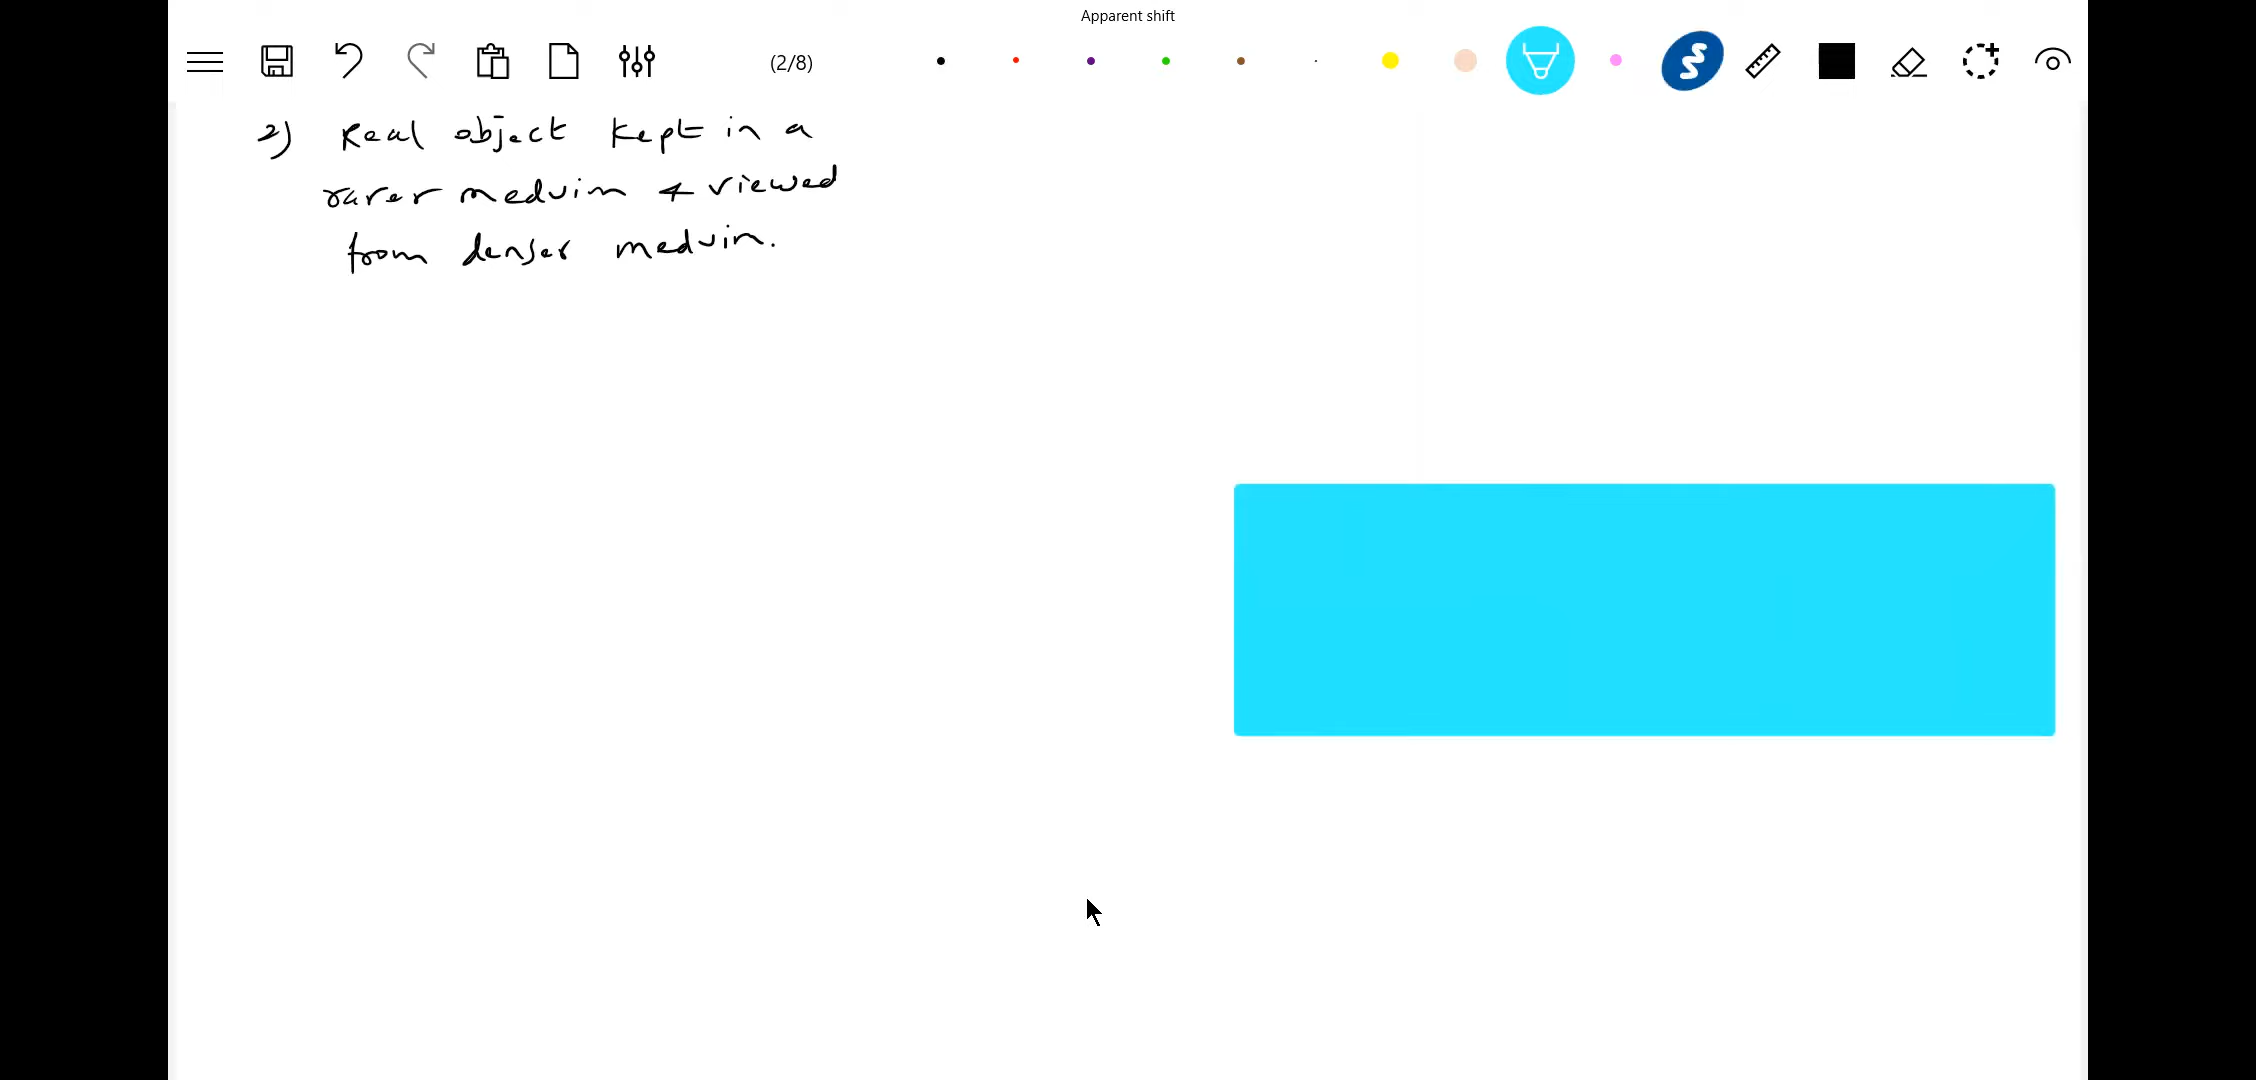 Apparent shift
(2/8)
2) Real object kept in a
rarer meduim & viewed
from denser meduim.